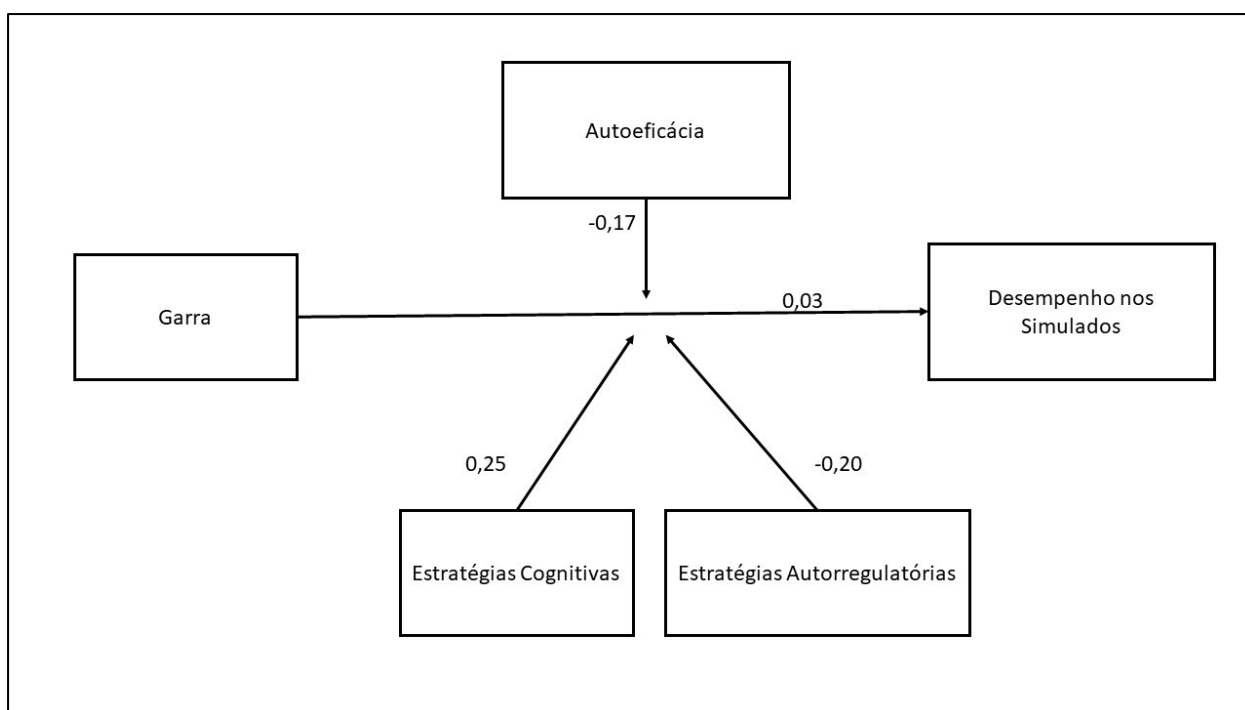 Autoeficácia
-0,17
Garra
0,03
Desempenho nos
Simulados
0,25
-0,20
Estratégias Cognitivas
Estratégias Autorregulatórias